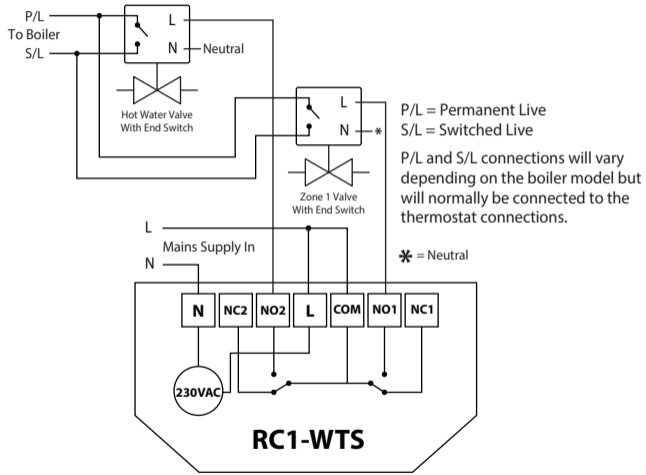 P/L
To Boiler
S/L
L
N
Neutral
Hot Water Valve
With End Switch
L
N
*
Zone 1 Valve
With End Switch
P/L = Permanent Live
S/L = Switched Live
P/L and S/L connections will vary
depending on the boiler model but
will normally be connected to the
thermostat connections.
* = Neutral
L
Mains Supply In
N
N NC2 NO2 L COM NO1 NC1
230VAC
RC1-WTS